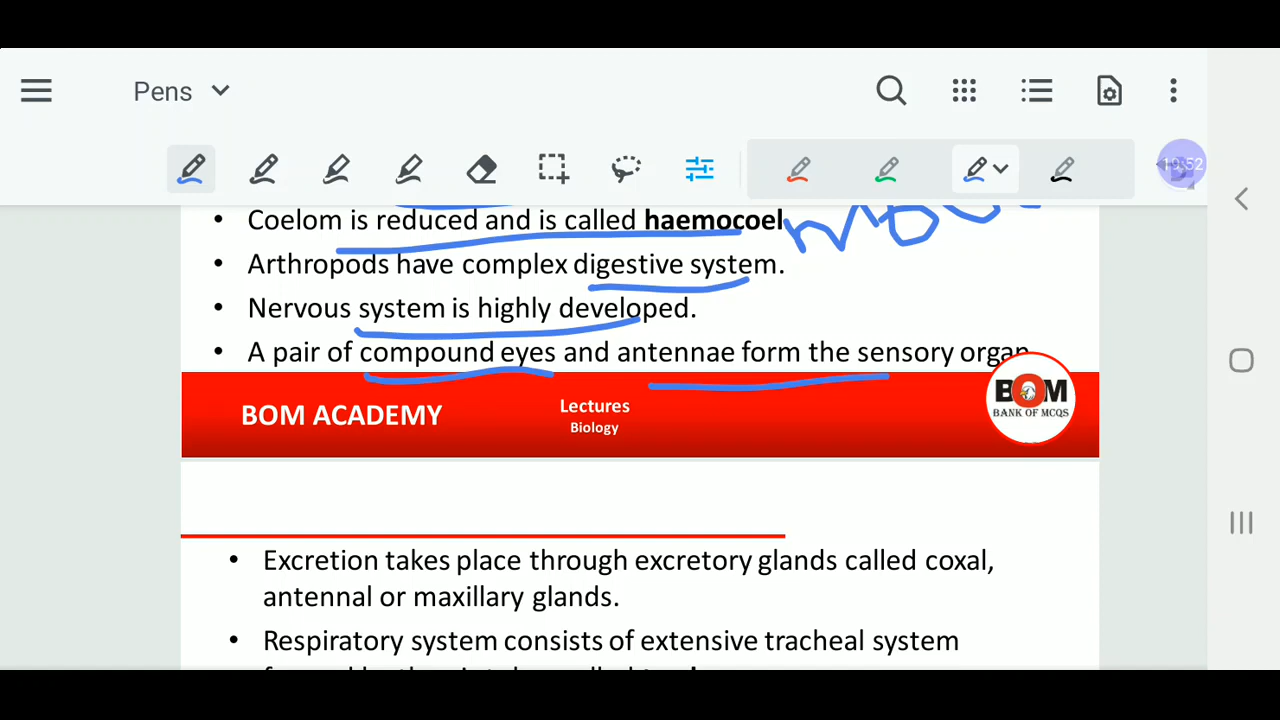 Pens
19:52
• Coelom is reduced and is called haemocoel
• Arthropods have complex digestive system.
• Nervous system is highly developed.
• A pair of compound eyes and antennae form the sensory organ
BOM ACADEMY
Lectures
Biology
BOM
BANK OF MCQS
• Excretion takes place through excretory glands called coxal,
antennal or maxillary glands.
• Respiratory system consists of extensive tracheal system